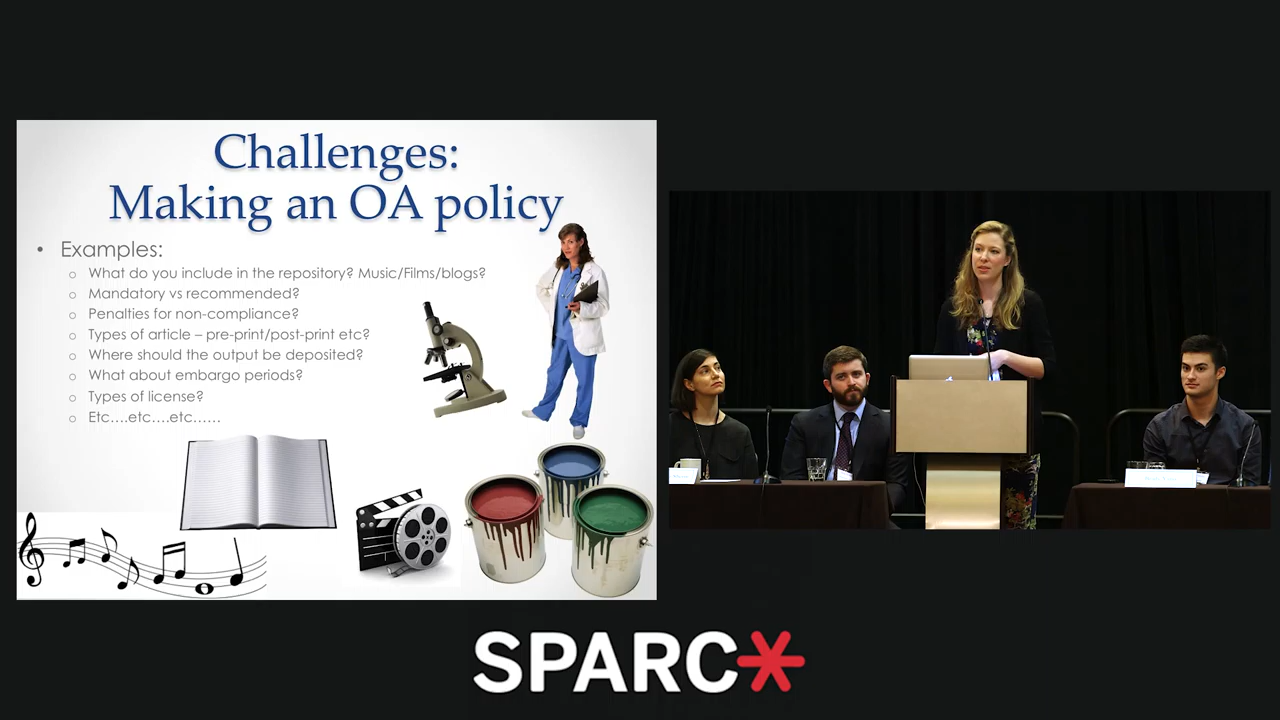 Challenges:
Making an OA policy
• Examples:
o What do you include in the repository? Music/Films/blogs?
o Mandatory vs recommended?
o Penalties for non-compliance?
o Types of article – pre-print/post-print etc?
o Where should the output be deposited?
o What about embargo periods?
o Types of license?
o Etc….etc….etc……
SPARC